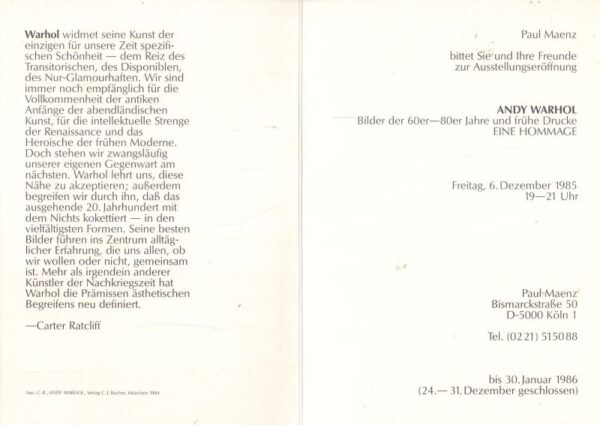 Warhol widmet seine Kunst der
einzigen für unsere Zeit spezifi-
schen Schönheit — dem Reiz des
Transitorischen, des Disponiblen,
des Nur-Glamourhaften. Wir sind
immer noch empfänglich für die
Vollkommenheit der antiken
Anfänge der abendländischen
Kunst, für die intellektuelle Strenge
der Renaissance und das
Heroische der frühen Moderne.
Doch stehen wir zwangsläufig
unserer eigenen Gegenwart am
nächsten. Warhol lehrt uns, diese
Nähe zu akzeptieren; außerdem
begreifen wir durch ihn, daß das
ausgehende 20. Jahrhundert mit
dem Nichts kokettiert — in den
vielfältigsten Formen. Seine besten
Bilder führen ins Zentrum alltäg-
licher Erfahrung, die uns allen, ob
wir wollen oder nicht, gemeinsam
ist. Mehr als irgendein anderer
Künstler der Nachkriegszeit hat
Warhol die Prämissen ästhetischen
Begreifens neu definiert.
—Carter Ratcliff
Aus: C. R., ANDY WARHOL, Verlag C. J. Bucher, München 1984
Paul Maenz
bittet Sie und Ihre Freunde
zur Ausstellungseröffnung
ANDY WARHOL
Bilder der 60er—80er Jahre und frühe Drucke
EINE HOMMAGE
Freitag, 6. Dezember 1985
19—21 Uhr
Paul Maenz
Bismarckstraße 50
D-5000 Köln 1
Tel. (02 21) 51 50 88
bis 30. Januar 1986
(24.— 31. Dezember geschlossen)